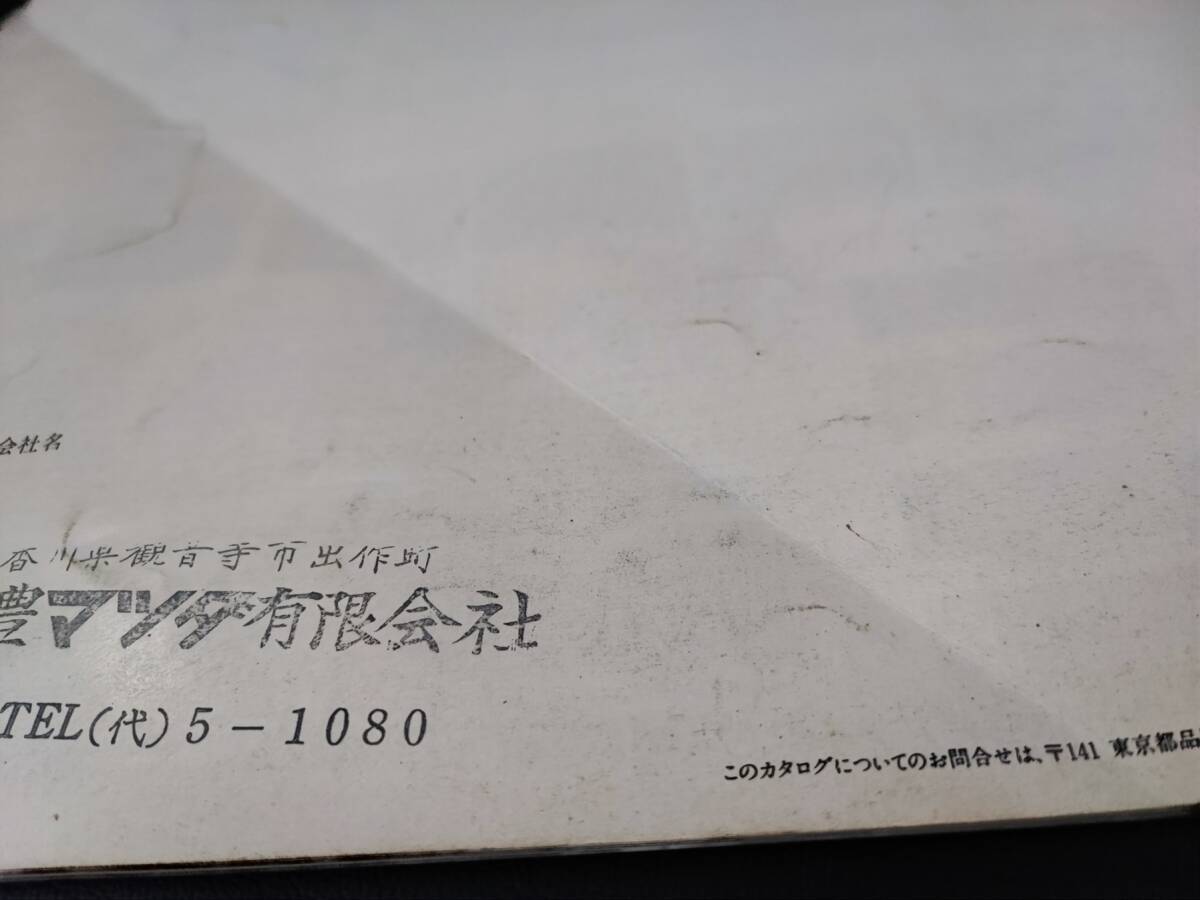 会社名
香川県観音寺市出作町
豊マツダ有限会社
TEL(代) 5-1080
このカタログについてのお問合せは、〒141 東京都品